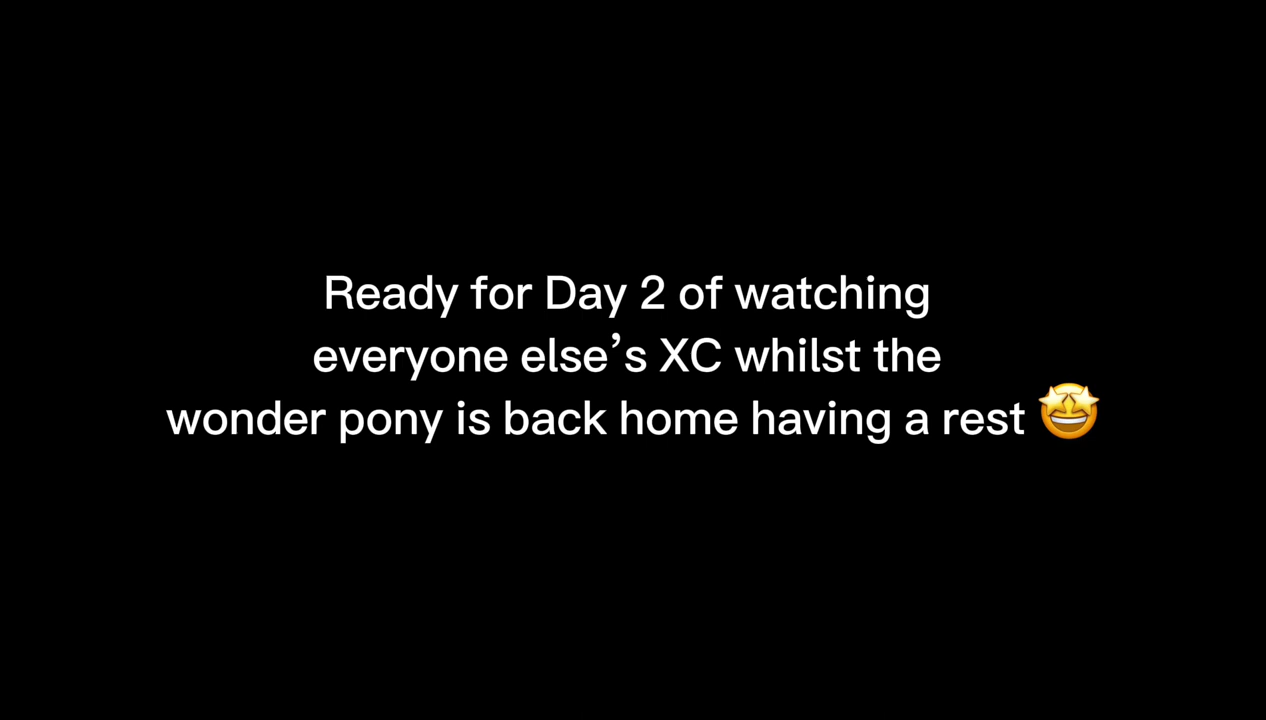 Ready for Day 2 of watching
everyone else’s XC whilst the
wonder pony is back home having a rest 🤩